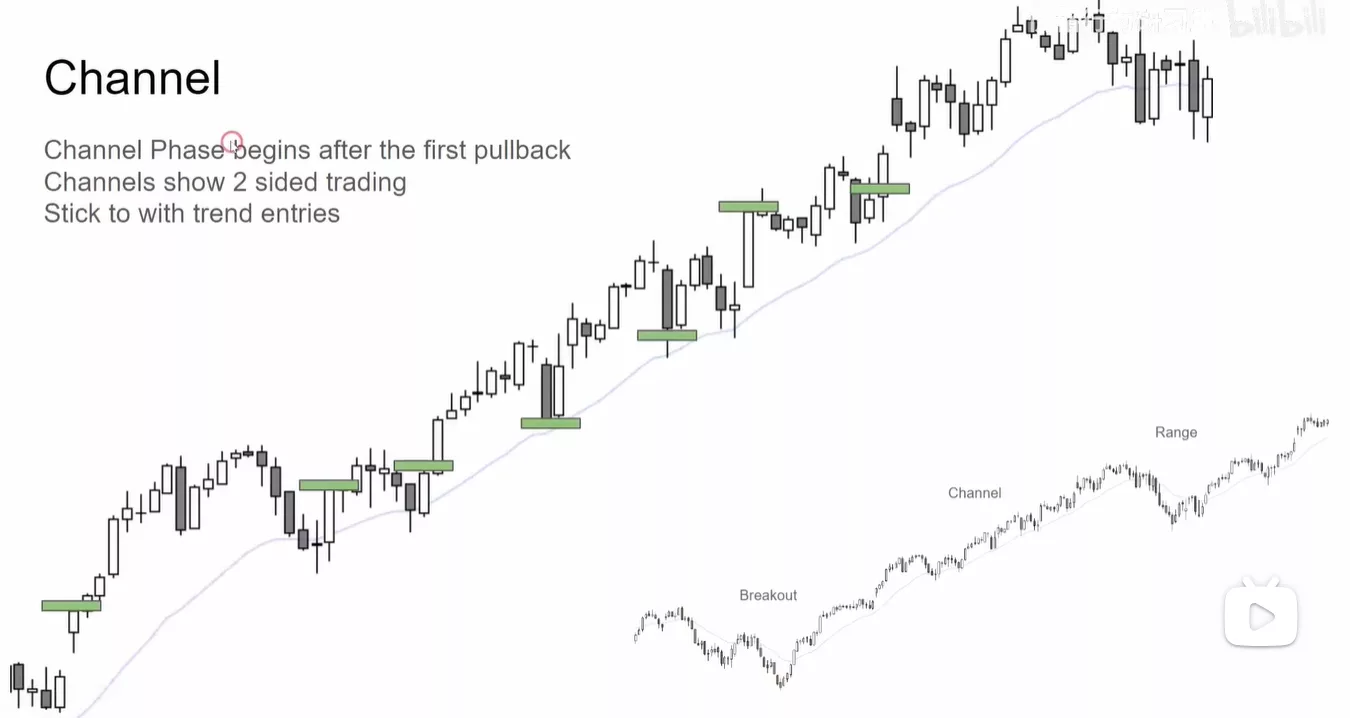 Channel
Channel Phase begins after the first pullback
Channels show 2 sided trading
Stick to with trend entries
Range
Channel
Breakout
bilibili